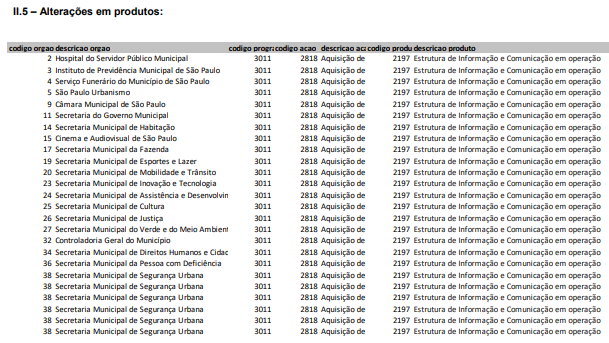 II.5 – Alterações em produtos:
codigo orgao descricao orgao codigo progra codigo acao descricao aca codigo produ descricao produto
2 Hospital do Servidor Público Municipal 3011 2818 Aquisição de 2197 Estrutura de Informação e Comunicação em operação
3 Instituto de Previdência Municipal de São Paulo 3011 2818 Aquisição de 2197 Estrutura de Informação e Comunicação em operação
4 Serviço Funerário do Município de São Paulo 3011 2818 Aquisição de 2197 Estrutura de Informação e Comunicação em operação
5 São Paulo Urbanismo 3011 2818 Aquisição de 2197 Estrutura de Informação e Comunicação em operação
9 Câmara Municipal de São Paulo 3011 2818 Aquisição de 2197 Estrutura de Informação e Comunicação em operação
11 Secretaria do Governo Municipal 3011 2818 Aquisição de 2197 Estrutura de Informação e Comunicação em operação
14 Secretaria Municipal de Habitação 3011 2818 Aquisição de 2197 Estrutura de Informação e Comunicação em operação
15 Cinema e Audiovisual de São Paulo 3011 2818 Aquisição de 2197 Estrutura de Informação e Comunicação em operação
17 Secretaria Municipal da Fazenda 3011 2818 Aquisição de 2197 Estrutura de Informação e Comunicação em operação
19 Secretaria Municipal de Esportes e Lazer 3011 2818 Aquisição de 2197 Estrutura de Informação e Comunicação em operação
20 Secretaria Municipal de Mobilidade e Trânsito 3011 2818 Aquisição de 2197 Estrutura de Informação e Comunicação em operação
23 Secretaria Municipal de Inovação e Tecnologia 3011 2818 Aquisição de 2197 Estrutura de Informação e Comunicação em operação
24 Secretaria Municipal de Assistência e Desenvolvin 3011 2818 Aquisição de 2197 Estrutura de Informação e Comunicação em operação
25 Secretaria Municipal de Cultura 3011 2818 Aquisição de 2197 Estrutura de Informação e Comunicação em operação
26 Secretaria Municipal de Justiça 3011 2818 Aquisição de 2197 Estrutura de Informação e Comunicação em operação
27 Secretaria Municipal do Verde e do Meio Ambient 3011 2818 Aquisição de 2197 Estrutura de Informação e Comunicação em operação
32 Controladoria Geral do Município 3011 2818 Aquisição de 2197 Estrutura de Informação e Comunicação em operação
34 Secretaria Municipal de Direitos Humanos e Cidad 3011 2818 Aquisição de 2197 Estrutura de Informação e Comunicação em operação
36 Secretaria Municipal da Pessoa com Deficiência 3011 2818 Aquisição de 2197 Estrutura de Informação e Comunicação em operação
38 Secretaria Municipal de Segurança Urbana 3011 2818 Aquisição de 2197 Estrutura de Informação e Comunicação em operação
38 Secretaria Municipal de Segurança Urbana 3011 2818 Aquisição de 2197 Estrutura de Informação e Comunicação em operação
38 Secretaria Municipal de Segurança Urbana 3011 2818 Aquisição de 2197 Estrutura de Informação e Comunicação em operação
38 Secretaria Municipal de Segurança Urbana 3011 2818 Aquisição de 2197 Estrutura de Informação e Comunicação em operação
38 Secretaria Municipal de Segurança Urbana 3011 2818 Aquisição de 2197 Estrutura de Informação e Comunicação em operação
38 Secretaria Municipal de Segurança Urbana 3011 2818 Aquisição de 2197 Estrutura de Informação e Comunicação em operação